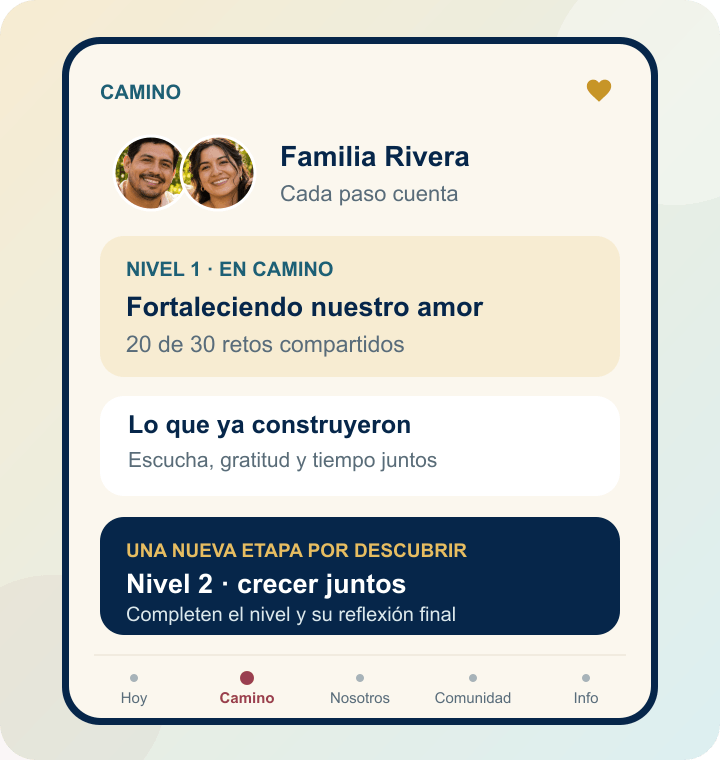 CAMINO
Familia Rivera
Cada paso cuenta
NIVEL 1 · EN CAMINO
Fortaleciendo nuestro amor
20 de 30 retos compartidos
Lo que ya construyeron
Escucha, gratitud y tiempo juntos
UNA NUEVA ETAPA POR DESCUBRIR
Nivel 2 · crecer juntos
Completen el nivel y su reflexión final
Hoy
Camino
Nosotros
Comunidad
Info